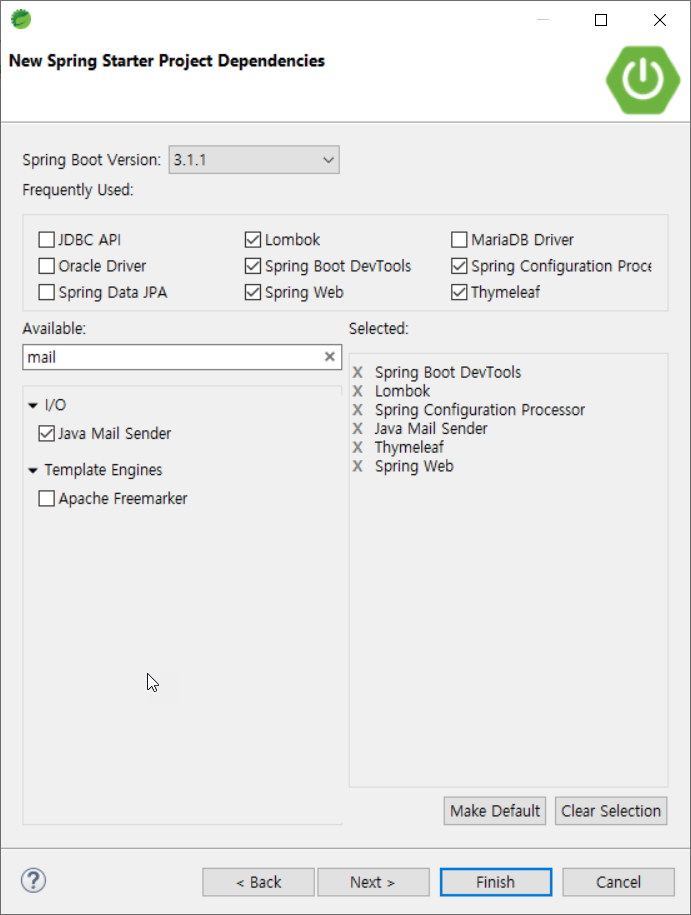 New Spring Starter Project Dependencies
Spring Boot Version: 3.1.1
Frequently Used:
JDBC API Lombok MariaDB Driver
Oracle Driver Spring Boot DevTools Spring Configuration Proce
Spring Data JPA Spring Web Thymeleaf
Available: Selected:
mail
I/O
Java Mail Sender
Template Engines
Apache Freemarker
X Spring Boot DevTools
X Lombok
X Spring Configuration Processor
X Java Mail Sender
X Thymeleaf
X Spring Web
Make Default Clear Selection
? < Back Next > Finish Cancel